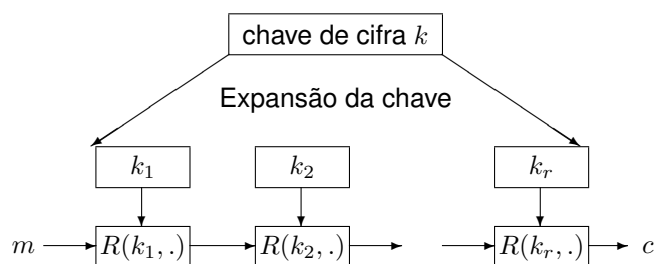 chave de cifra k
Expansão da chave
k₁ k₂ kᵣ
m R(k₁,.) R(k₂,.) R(kᵣ,.) c